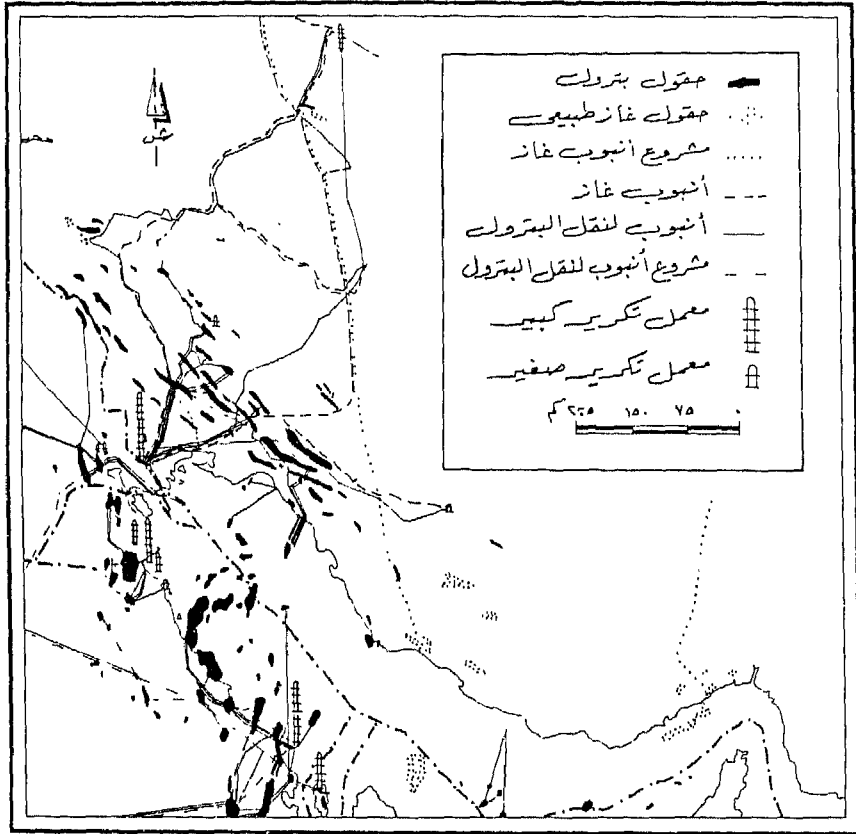 حقول بترول
حقول غاز طبيعي
مشروع أنبوب غاز
أنبوب غاز
أنبوب لنقل البترول
مشروع أنبوب لنقل البترول
معمل تكرير كبير
معمل تكرير صغير
٠ ٧٥ ١٥٠ ٢٢٥ كم
ش